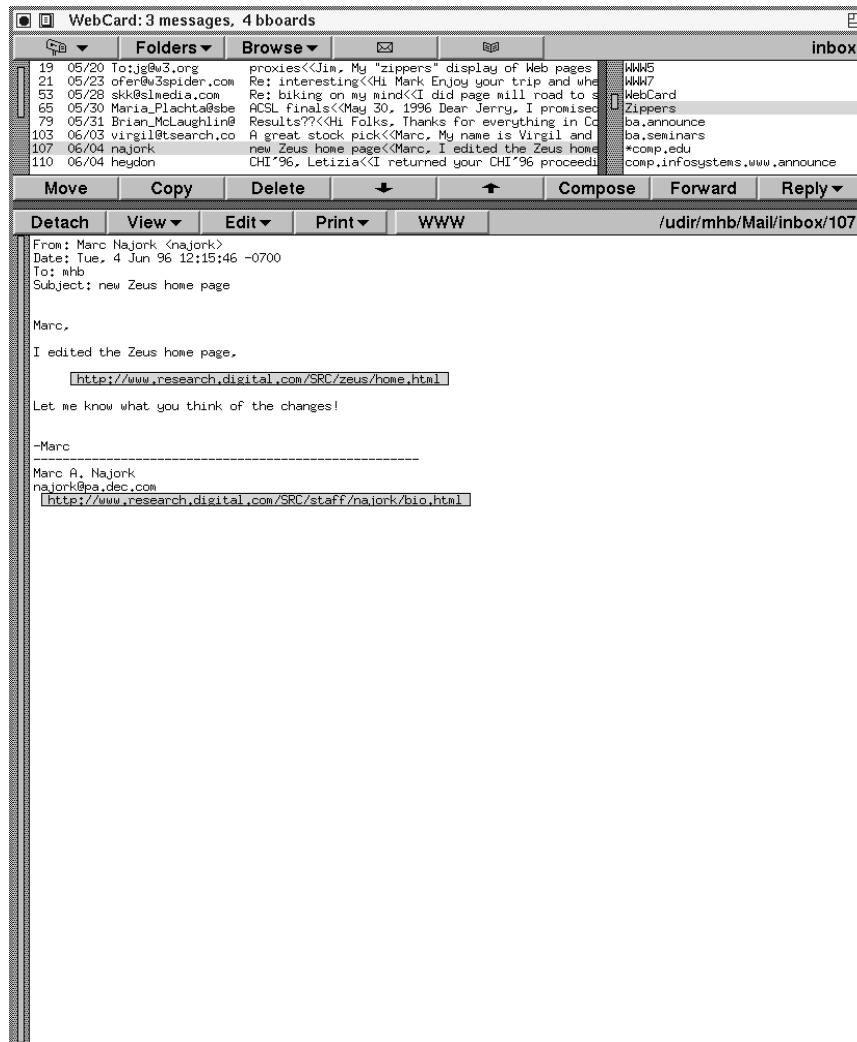 WebCard: 3 messages, 4 bboards
Folders Browse inbox
19 05/20 To:jg@w3.org proxies<<Jim, My "zippers" display of Web pages
21 05/23 ofer@w3spider.com Re: interesting<<Hi Mark Enjoy your trip and whe
53 05/28 skk@slmedia.com Re: biking on my mind<<I did page mill road to s
65 05/30 Maria_Plachta@sbe ACSL finals<<May 30, 1996 Dear Jerry, I promised
79 05/31 Brian_McLaughlin@ Results??<<Hi Folks, Thanks for everything in Co
103 06/03 virgil@tsearch.co A great stock pick<<Marc, My name is Virgil and
107 06/04 najork new Zeus home page<<Marc, I edited the Zeus home
110 06/04 heydon CHI'96, Letizia<<I returned your CHI'96 proceedi
WWW5
WWW7
WebCard
Zippers
ba.announce
ba.seminars
*comp.edu
comp.infosystems.www.announce
Move Copy Delete Compose Forward Reply
Detach View Edit Print WWW /udir/mhb/Mail/inbox/107
From: Marc Najork <najork>
Date: Tue, 4 Jun 96 12:15:46 -0700
To: mhb
Subject: new Zeus home page
Marc,
I edited the Zeus home page,
http://www.research.digital.com/SRC/zeus/home.html
Let me know what you think of the changes!
-Marc
----------------------------------------------------
Marc A. Najork
najork@pa.dec.com
http://www.research.digital.com/SRC/staff/najork/bio.html